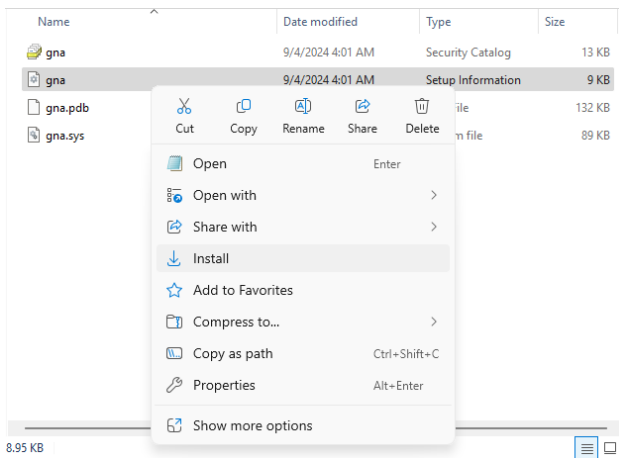 Name Date modified Type Size
gna 9/4/2024 4:01 AM Security Catalog 13 KB
gna 9/4/2024 4:01 AM Setup Information 9 KB
gna.pdb file 132 KB
gna.sys file 89 KB
Cut Copy Rename Share Delete
Open Enter
Open with
Share with
Install
Add to Favorites
Compress to...
Copy as path Ctrl+Shift+C
Properties Alt+Enter
Show more options
8.95 KB